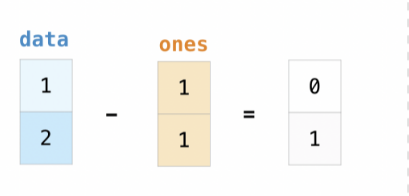 data ones
1 1 0
- =
2 1 1